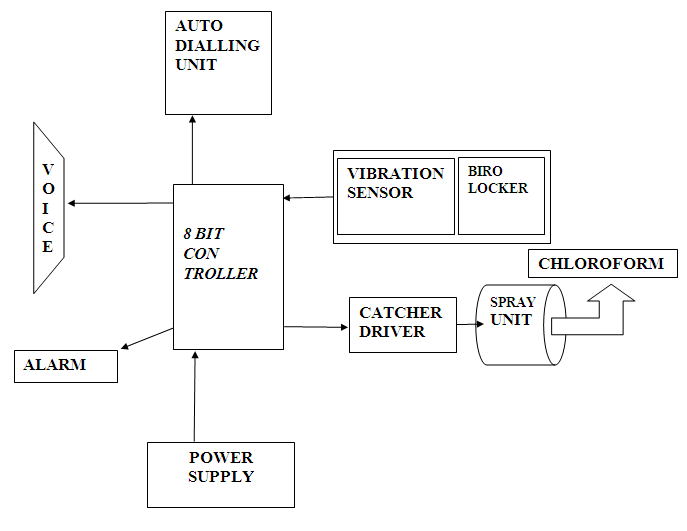 AUTO
DIALLING
UNIT
V
O
I
C
E
VIBRATION
SENSOR
BIRO
LOCKER
8 BIT
CON
TROLLER
CHLOROFORM
CATCHER
DRIVER
SPRAY
UNIT
ALARM
POWER
SUPPLY